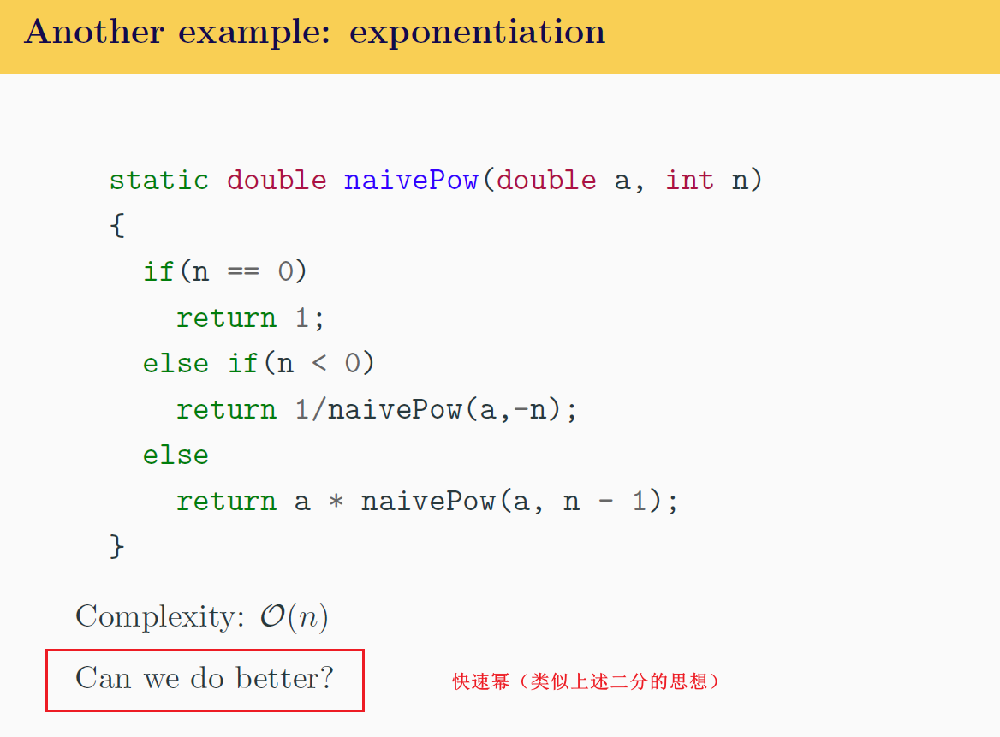 Another example: exponentiation
static double naivePow(double a, int n)
{
if(n == 0)
return 1;
else if(n < 0)
return 1/naivePow(a,-n);
else
return a * naivePow(a, n - 1);
}
Complexity: 𝒪(n)
Can we do better?
快速幂（类似上述二分的思想）